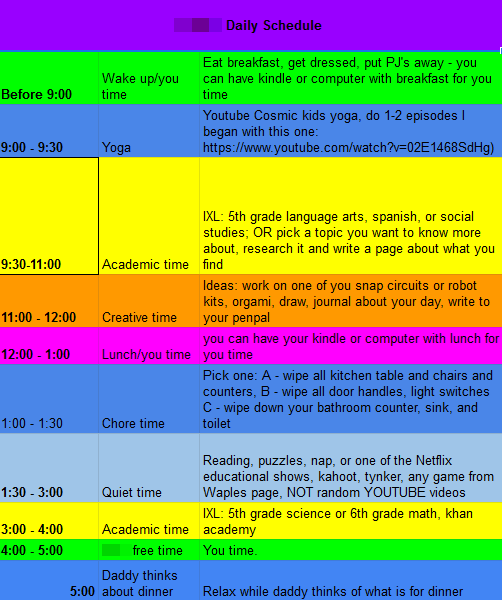 Daily Schedule
Eat breakfast, get dressed, put PJ's away - you
Wake up/you can have kindle or computer with breakfast for you
Before 9:00 time time
Youtube Cosmic kids yoga, do 1-2 episodes I
began with this one:
9:00 - 9:30 Yoga https://www.youtube.com/watch?v=02E1468SdHg)
IXL: 5th grade language arts, spanish, or social
studies; OR pick a topic you want to know more
about, research it and write a page about what you
9:30-11:00 Academic time find
Ideas: work on one of you snap circuits or robot
kits, orgami, draw, journal about your day, write to
11:00 - 12:00 Creative time your penpal
you can have your kindle or computer with lunch for
12:00 - 1:00 Lunch/you time you time
Pick one: A - wipe all kitchen table and chairs and
counters, B - wipe all door handles, light switches
C - wipe down your bathroom counter, sink, and
1:00 - 1:30 Chore time toilet
Reading, puzzles, nap, or one of the Netflix
educational shows, kahoot, tynker, any game from
1:30 - 3:00 Quiet time Waples page, NOT random YOUTUBE videos
IXL: 5th grade science or 6th grade math, khan
3:00 - 4:00 Academic time academy
4:00 - 5:00 free time You time.
Daddy thinks
5:00 about dinner Relax while daddy thinks of what is for dinner